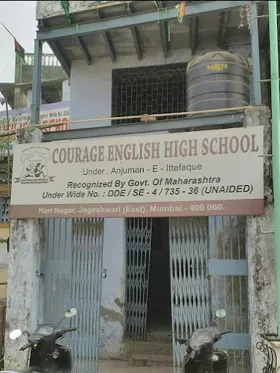 COURAGE ENGLISH HIGH SCHOOL
Under : Anjuman - E - Ittefaque
Recognized By Govt. Of Maharashtra
Under Wide No. : DDE / SE - 4 / 735 - 36 (UNAIDED)
Hari Nagar, Jogeshwari (East), Mumbai - 400 060.